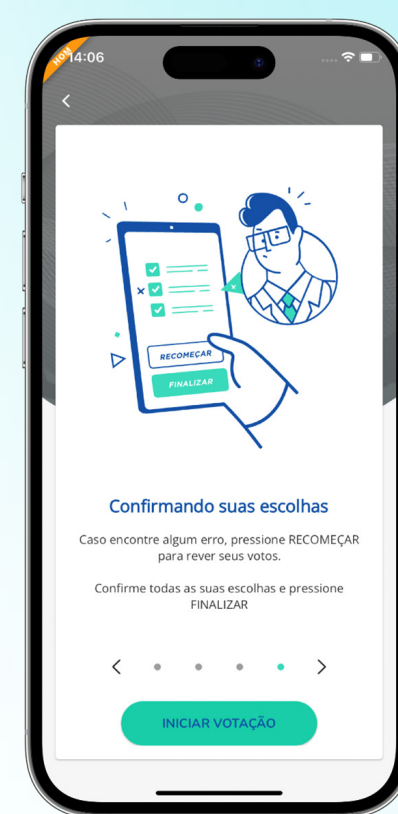 HOM
14:06
RECOMEÇAR
FINALIZAR
Confirmando suas escolhas
Caso encontre algum erro, pressione RECOMEÇAR
para rever seus votos.
Confirme todas as suas escolhas e pressione
FINALIZAR
INICIAR VOTAÇÃO